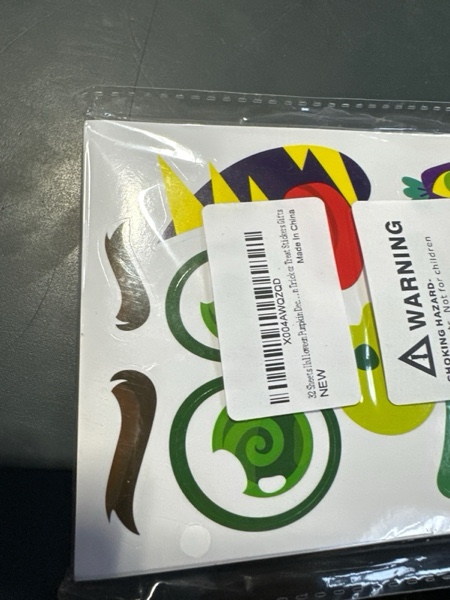 X004AWQZQD
32 Sheets Halloween Pumpkin Dec...n Trick or Treat Stickers Gifts
NEW
Made In China
WARNING
CHOKING HAZARD-
Not for children